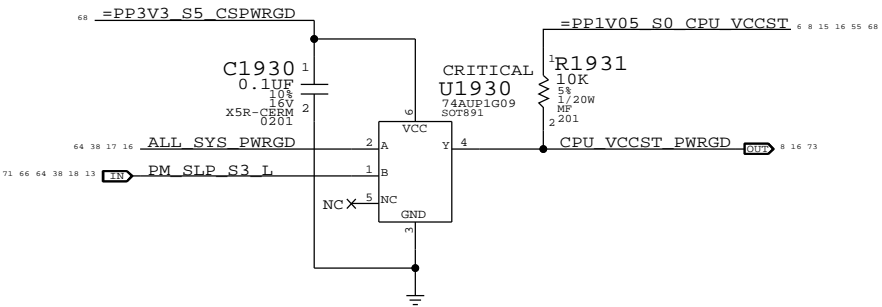 68 =PP3V3_S5_CSPWRGD
=PP1V05_S0_CPU_VCCST 6 8 15 16 55 68
C1930 1
0.1UF
10%
16V
X5R-CERM 2
0201
CRITICAL
U1930
74AUP1G09
SOT891
1 R1931
10K
5%
1/20W
MF
2 201
6
VCC
64 38 17 16 ALL_SYS_PWRGD 2 A
Y 4 CPU_VCCST_PWRGD OUT 8 16 73
71 66 64 38 18 13 IN PM_SLP_S3_L 1 B
NC 5 NC
GND
3